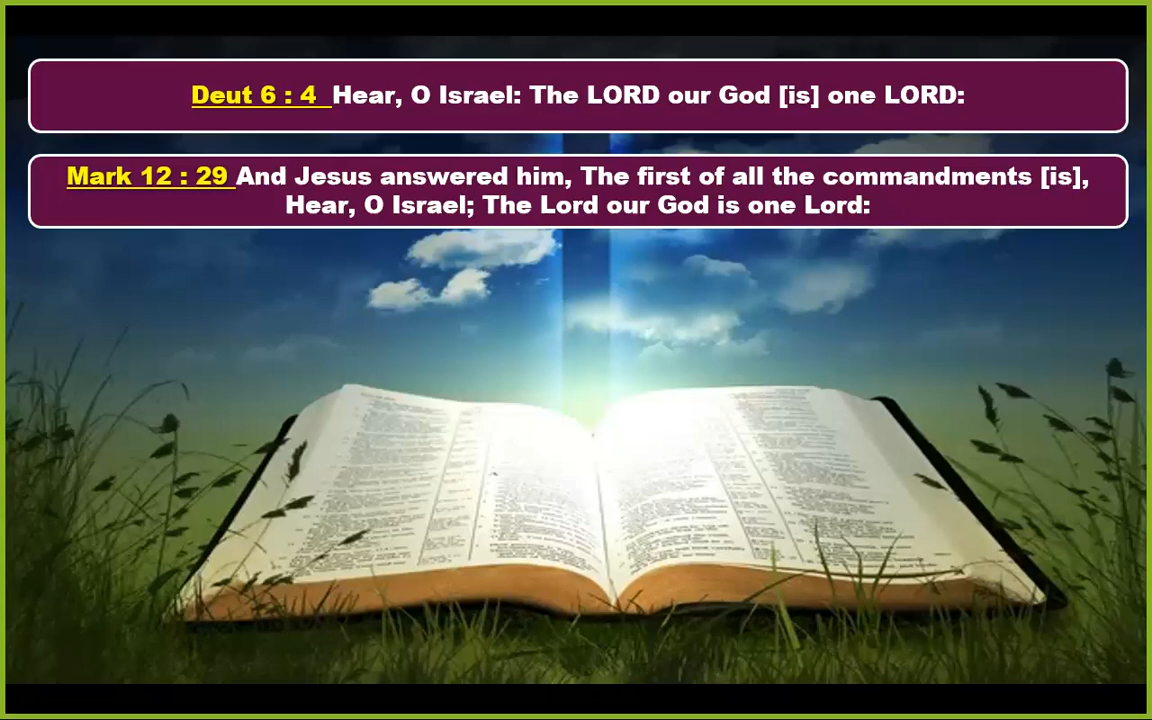 Deut 6 : 4 Hear, O Israel: The LORD our God [is] one LORD:
Mark 12 : 29 And Jesus answered him, The first of all the commandments [is],
Hear, O Israel; The Lord our God is one Lord: